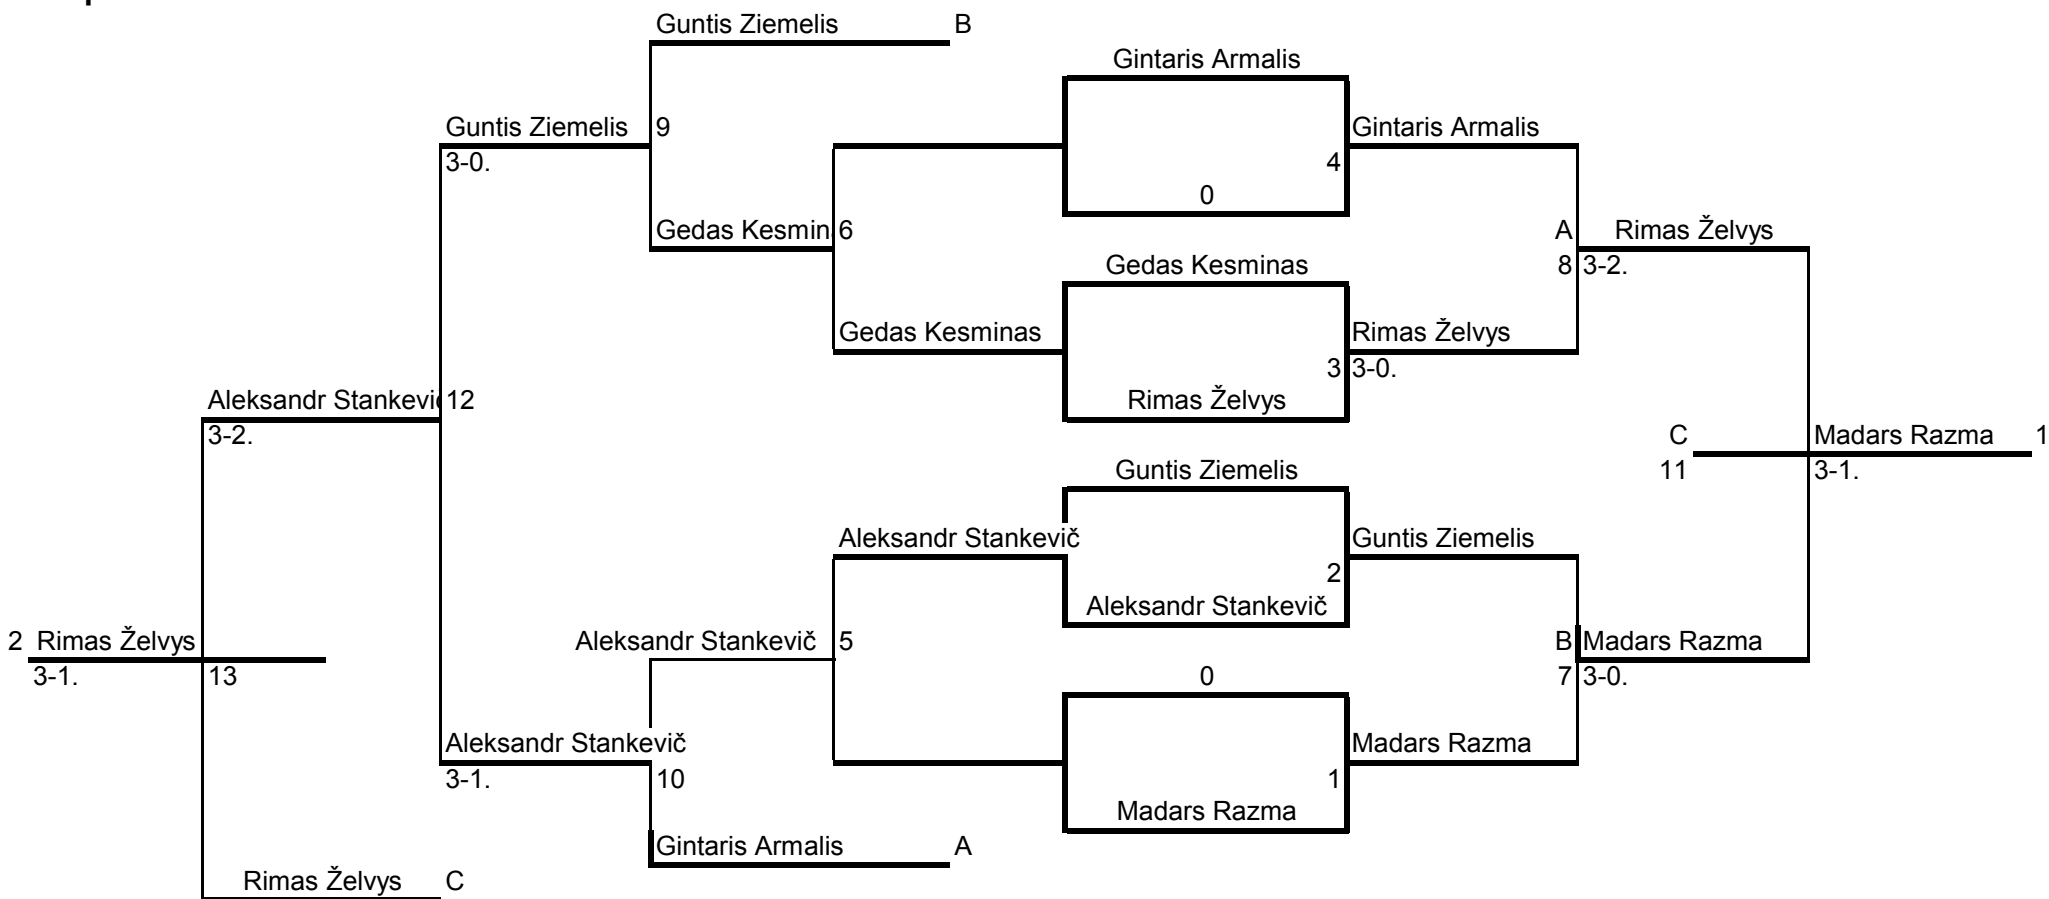 Guntis Ziemelis B
Gintaris Armalis
Guntis Ziemelis 9 Gintaris Armalis
3-0. 4
0
Gedas Kesmin 6 A Rimas Želvys
Gedas Kesminas 8 3-2.
Gedas Kesminas Rimas Želvys
3 3-0.
Aleksandr Stankevič 12 Rimas Želvys
3-2. C Madars Razma 1
Guntis Ziemelis 11 3-1.
Aleksandr Stankevič Guntis Ziemelis
2
Aleksandr Stankevič
2 Rimas Želvys Aleksandr Stankevič 5 B Madars Razma
3-1. 13 0 7 3-0.
Aleksandr Stankevič Madars Razma
3-1. 10 1
Madars Razma
Gintaris Armalis A
Rimas Želvys C